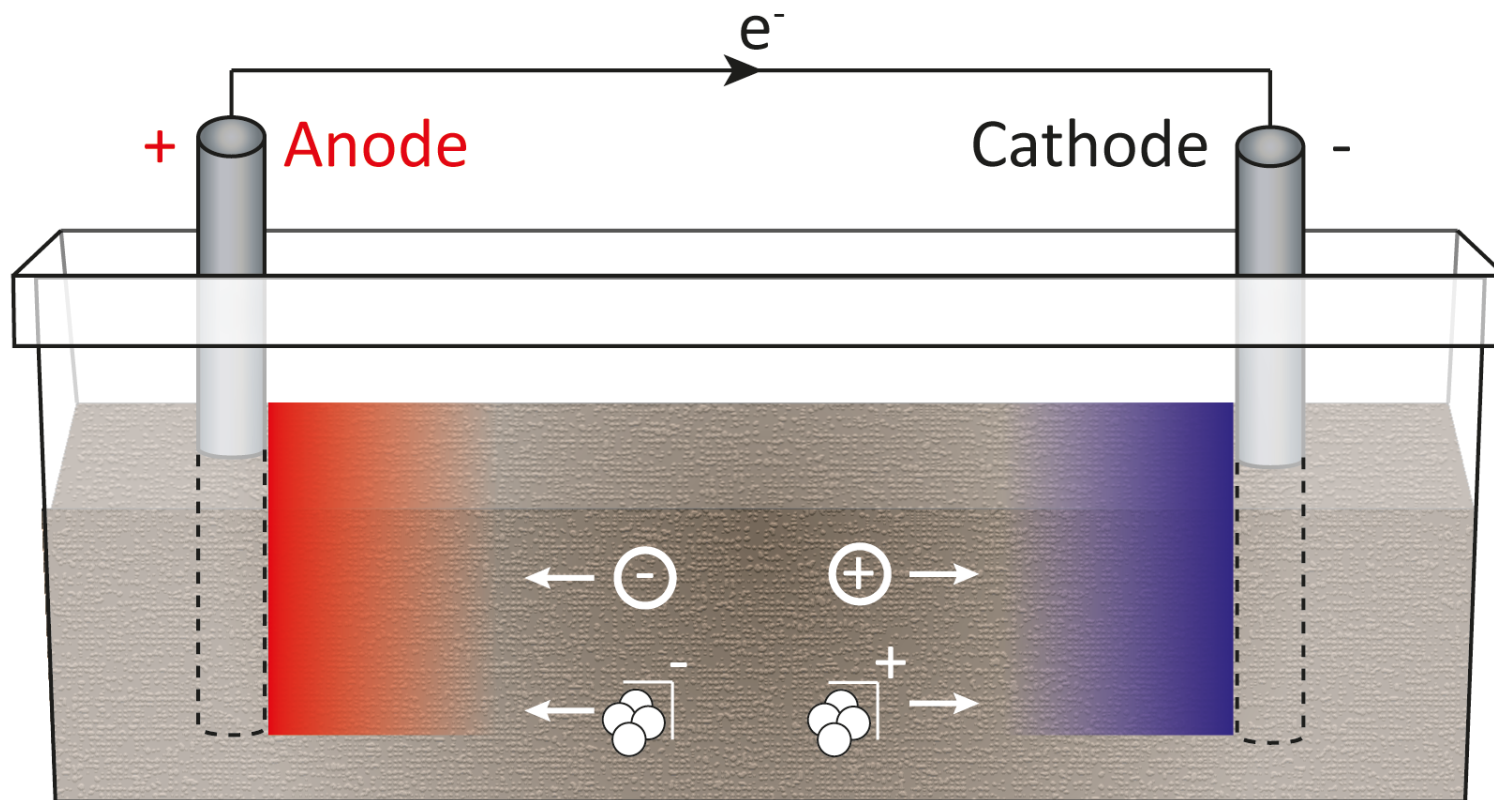 e⁻
+ Anode
Cathode -
- +
- +